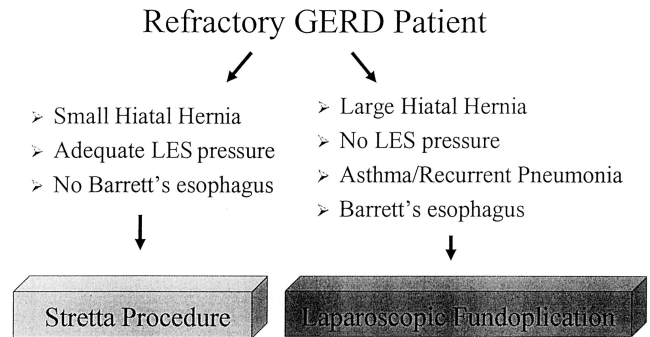 Refractory GERD Patient
➢ Small Hiatal Hernia
➢ Adequate LES pressure
➢ No Barrett's esophagus
➢ Large Hiatal Hernia
➢ No LES pressure
➢ Asthma/Recurrent Pneumonia
➢ Barrett's esophagus
Stretta Procedure
Laparoscopic Fundoplication